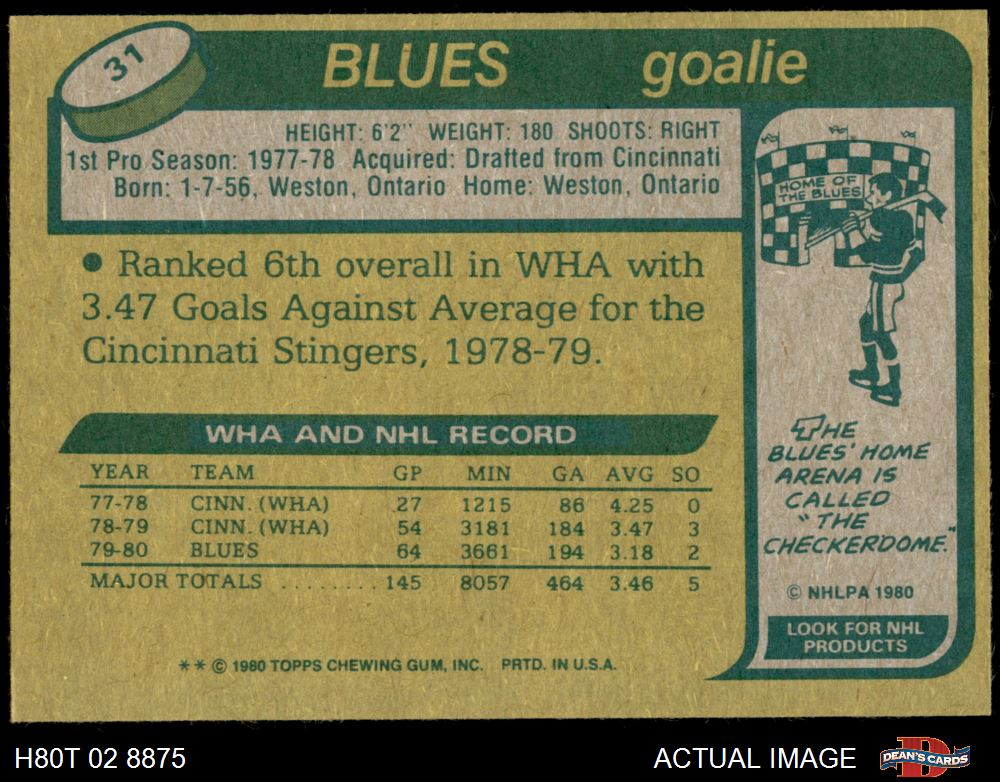 31
BLUES goalie
HEIGHT: 6'2" WEIGHT: 180 SHOOTS: RIGHT
1st Pro Season: 1977-78 Acquired: Drafted from Cincinnati
Born: 1-7-56, Weston, Ontario Home: Weston, Ontario
● Ranked 6th overall in WHA with
3.47 Goals Against Average for the
Cincinnati Stingers, 1978-79.
WHA AND NHL RECORD
YEAR TEAM GP MIN GA AVG SO
77-78 CINN. (WHA) 27 1215 86 4.25 0
78-79 CINN. (WHA) 54 3181 184 3.47 3
79-80 BLUES 64 3661 194 3.18 2
MAJOR TOTALS ........ 145 8057 464 3.46 5
** © 1980 TOPPS CHEWING GUM, INC. PRTD. IN U.S.A.
HOME OF
THE BLUES
THE
BLUES' HOME
ARENA IS
CALLED
"THE
CHECKERDOME."
© NHLPA 1980
LOOK FOR NHL
PRODUCTS
H80T 02 8875
ACTUAL IMAGE
D
DEAN'S CARDS